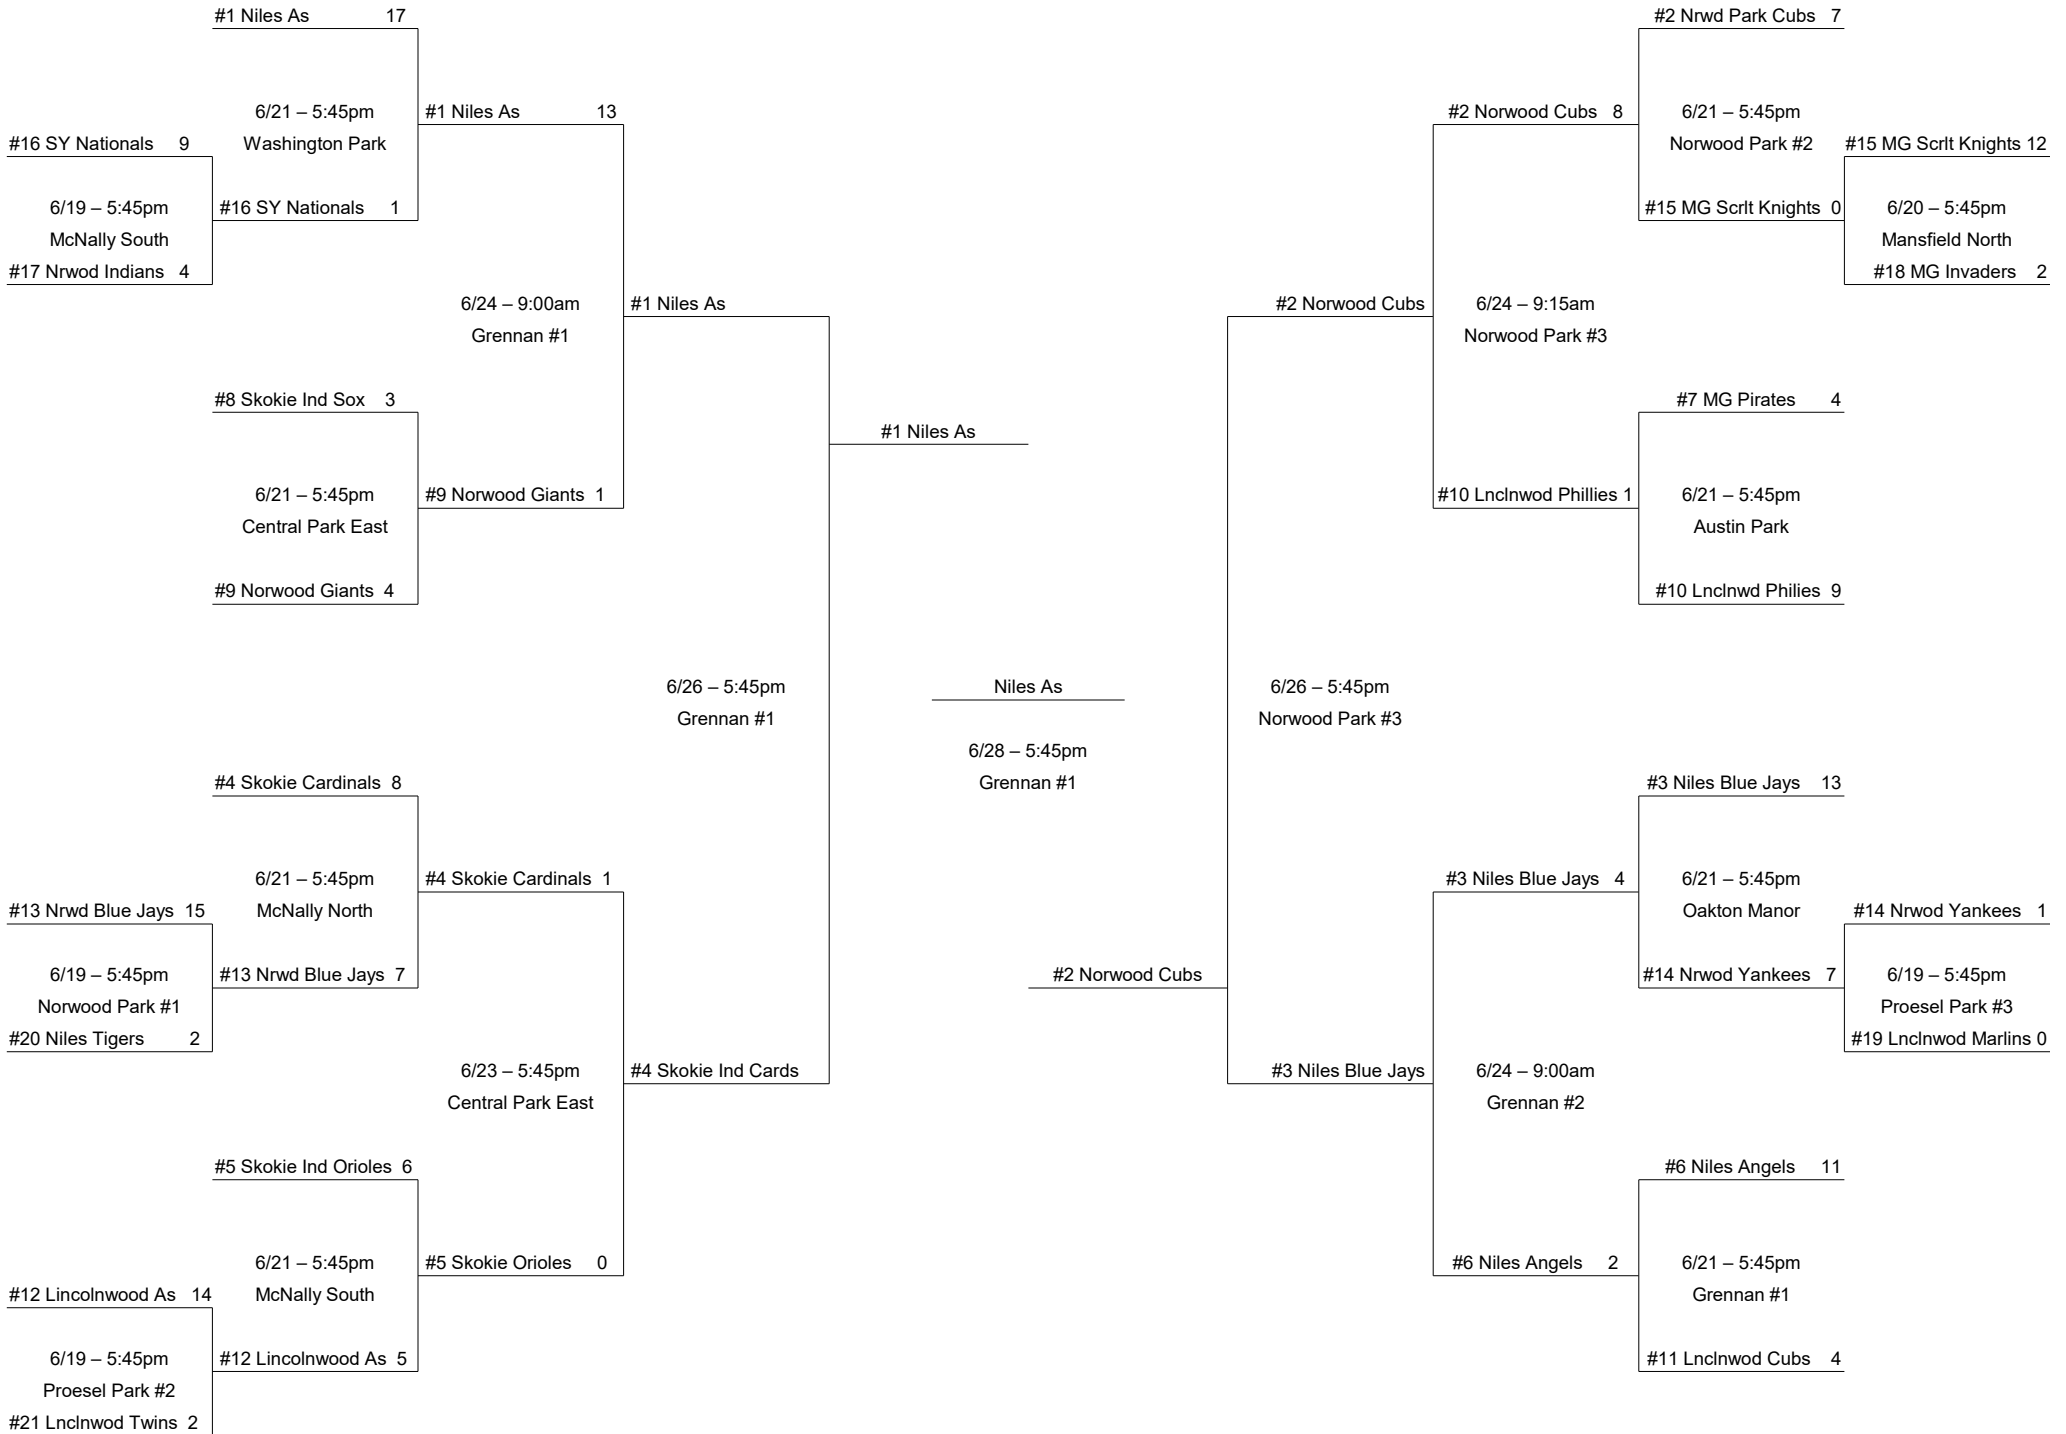 #1 Niles As 17
#2 Nrwd Park Cubs 7
6/21 – 5:45pm
#1 Niles As 13
#2 Norwood Cubs 8
6/21 – 5:45pm
#16 SY Nationals 9
Washington Park
Norwood Park #2
#15 MG Scrlt Knights 12
6/19 – 5:45pm
#16 SY Nationals 1
#15 MG Scrlt Knights 0
6/20 – 5:45pm
McNally South
Mansfield North
#17 Nrwod Indians 4
#18 MG Invaders 2
6/24 – 9:00am
#1 Niles As
#2 Norwood Cubs
6/24 – 9:15am
Grennan #1
Norwood Park #3
#8 Skokie Ind Sox 3
#7 MG Pirates 4
#1 Niles As
6/21 – 5:45pm
#9 Norwood Giants 1
#10 Lnclnwod Phillies 1
6/21 – 5:45pm
Central Park East
Austin Park
#9 Norwood Giants 4
#10 Lnclnwd Philies 9
6/26 – 5:45pm
Niles As
6/26 – 5:45pm
Grennan #1
Norwood Park #3
6/28 – 5:45pm
#4 Skokie Cardinals 8
Grennan #1
#3 Niles Blue Jays 13
6/21 – 5:45pm
#4 Skokie Cardinals 1
#3 Niles Blue Jays 4
6/21 – 5:45pm
#13 Nrwd Blue Jays 15
McNally North
Oakton Manor
#14 Nrwod Yankees 1
6/19 – 5:45pm
#13 Nrwd Blue Jays 7
#2 Norwood Cubs
#14 Nrwod Yankees 7
6/19 – 5:45pm
Norwood Park #1
Proesel Park #3
#20 Niles Tigers 2
#19 Lnclnwod Marlins 0
6/23 – 5:45pm
#4 Skokie Ind Cards
#3 Niles Blue Jays
6/24 – 9:00am
Central Park East
Grennan #2
#5 Skokie Ind Orioles 6
#6 Niles Angels 11
6/21 – 5:45pm
#5 Skokie Orioles 0
#6 Niles Angels 2
6/21 – 5:45pm
#12 Lincolnwood As 14
McNally South
Grennan #1
6/19 – 5:45pm
#12 Lincolnwood As 5
#11 Lnclnwod Cubs 4
Proesel Park #2
#21 Lnclnwod Twins 2